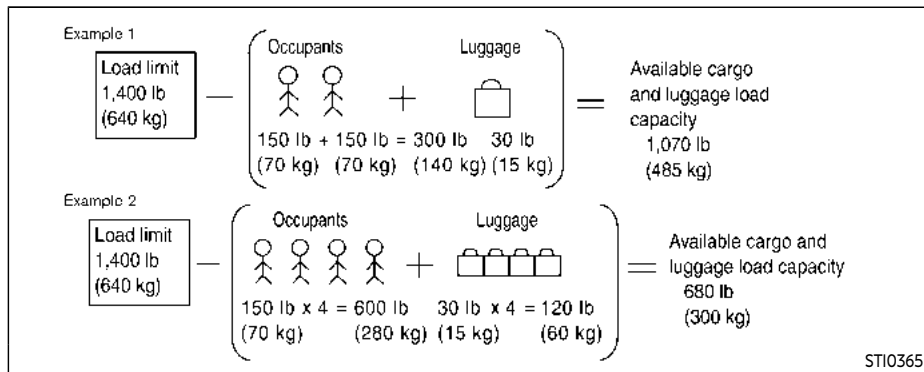 Example 1
Load limit
1,400 lb
(640 kg)
Occupants
Luggage
150 lb + 150 lb = 300 lb 30 lb
(70 kg) (70 kg) (140 kg) (15 kg)
Available cargo
and luggage load
capacity
1,070 lb
(485 kg)
Example 2
Load limit
1,400 lb
(640 kg)
Occupants
Luggage
150 lb x 4 = 600 lb 30 lb x 4 = 120 lb
(70 kg) (280 kg) (15 kg) (60 kg)
Available cargo and
luggage load capacity
680 lb
(300 kg)
STI0365